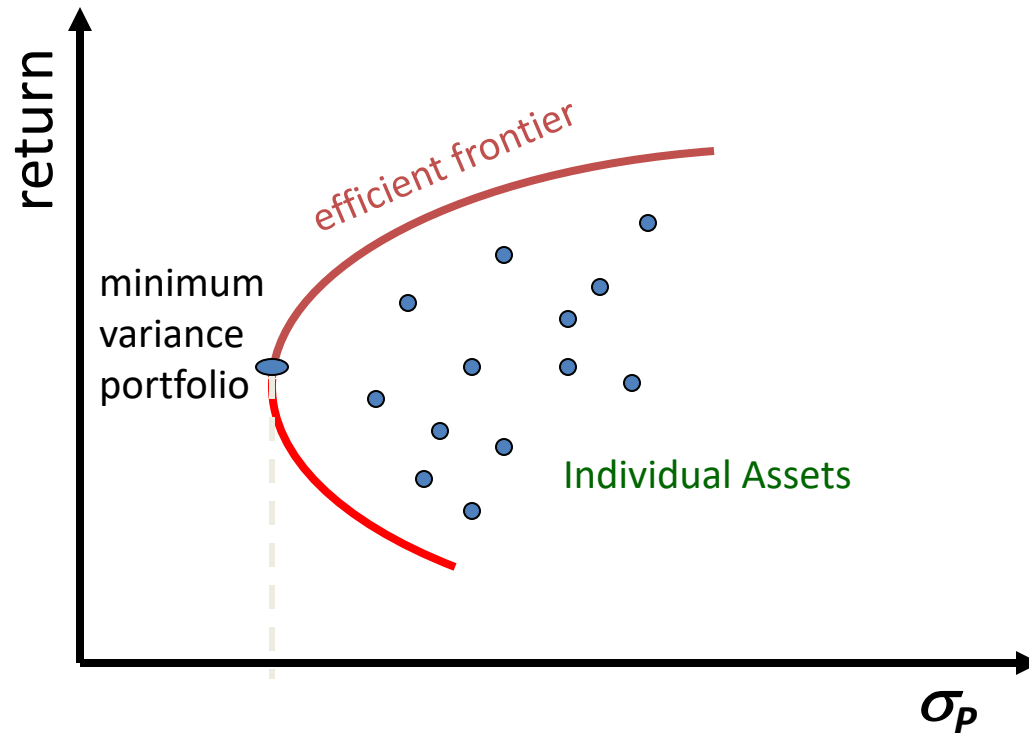 return
efficient frontier
minimum
variance
portfolio
Individual Assets
σP